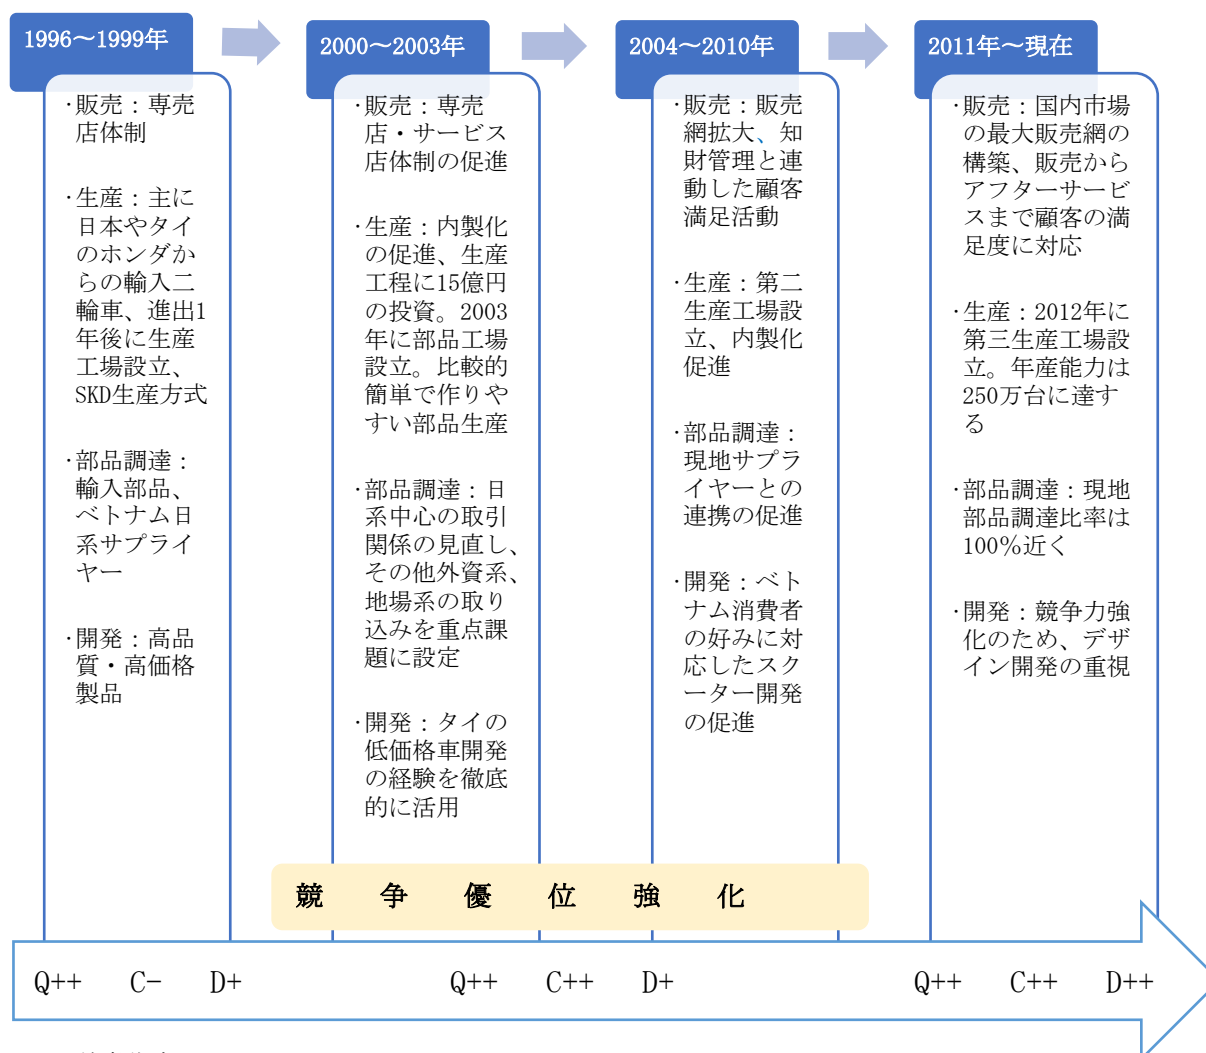 1996～1999年
・販売：専売
店体制
・生産：主に
日本やタイ
のホンダか
らの輸入二
輪車、進出1
年後に生産
工場設立、
SKD生産方式
・部品調達：
輸入部品、
ベトナム日
系サプライ
ヤー
・開発：高品
質・高価格
製品
2000～2003年
・販売：専売
店・サービス
店体制の促進
・生産：内製化
の促進、生産
工程に15億円
の投資。2003
年に部品工場
設立。比較的
簡単で作りや
すい部品生産
・部品調達：日
系中心の取引
関係の見直し、
その他外資系、
地場系の取り
込みを重点課
題に設定
・開発：タイの
低価格車開発
の経験を徹底
的に活用
2004～2010年
・販売：販売
網拡大、知
財管理と連
動した顧客
満足活動
・生産：第二
生産工場設
立、内製化
促進
・部品調達：
現地サプラ
イヤーとの
連携の促進
・開発：ベト
ナム消費者
の好みに対
応したスク
ーター開発
の促進
2011年～現在
・販売：国内市場
の最大販売網の
構築、販売から
アフターサービ
スまで顧客の満
足度に対応
・生産：2012年に
第三生産工場設
立。年産能力は
250万台に達す
る
・部品調達：現地
部品調達比率は
100％近く
・開発：競争力強
化のため、デザ
イン開発の重視
競 争 優 位 強 化
Q++ C- D+ Q++ C++ D+ Q++ C++ D++